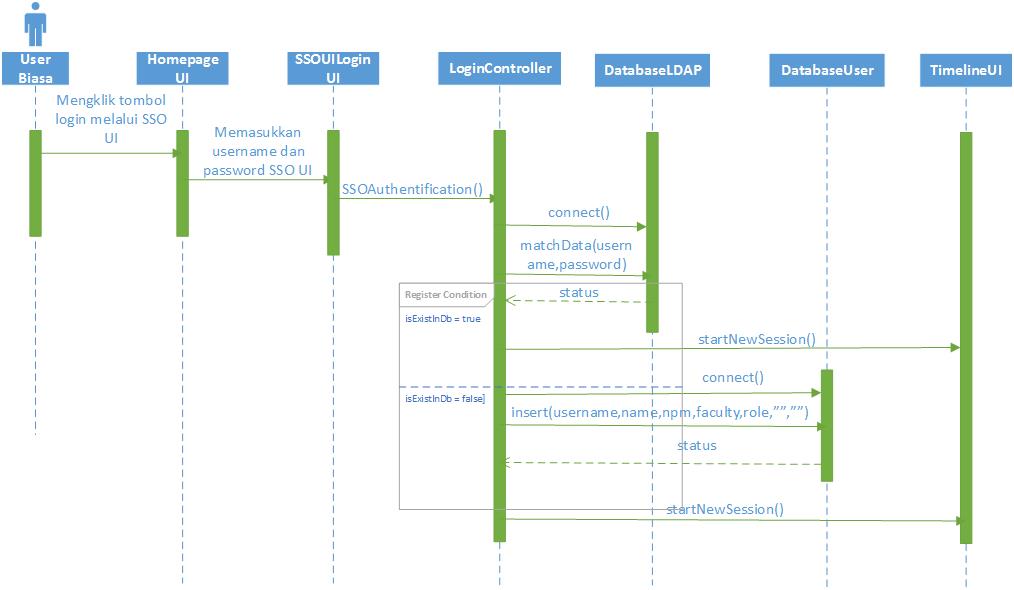 User
Biasa
Homepage
UI
SSOUILogin
UI
LoginController
DatabaseLDAP
DatabaseUser
TimelineUI
Mengklik tombol
login melalui SSO
UI
Memasukkan
username dan
password SSO UI
SSOAuthentification()
connect()
matchData(usern
ame,password)
Register Condition
status
isExistInDb = true
startNewSession()
connect()
isExistInDb = false]
insert(username,name,npm,faculty,role,””,””)
status
startNewSession()